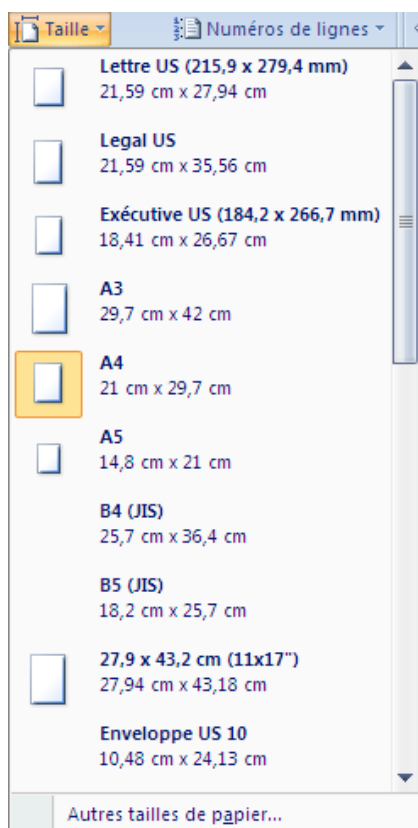 Taille
Numéros de lignes
Lettre US (215,9 x 279,4 mm)
21,59 cm x 27,94 cm
Legal US
21,59 cm x 35,56 cm
Exécutive US (184,2 x 266,7 mm)
18,41 cm x 26,67 cm
A3
29,7 cm x 42 cm
A4
21 cm x 29,7 cm
A5
14,8 cm x 21 cm
B4 (JIS)
25,7 cm x 36,4 cm
B5 (JIS)
18,2 cm x 25,7 cm
27,9 x 43,2 cm (11x17")
27,94 cm x 43,18 cm
Enveloppe US 10
10,48 cm x 24,13 cm
Autres tailles de papier...